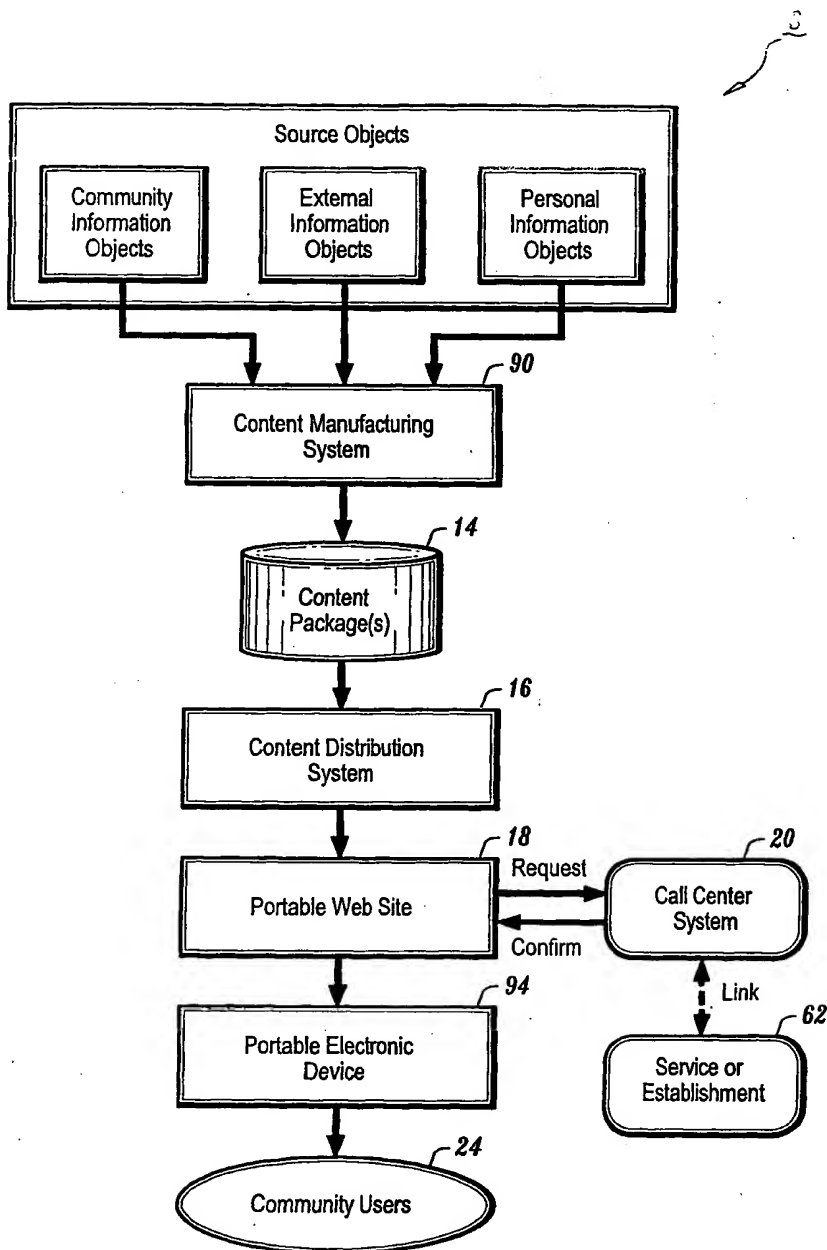 Source Objects
Community
Information
Objects
External
Information
Objects
Personal
Information
Objects
90
Content Manufacturing
System
14
Content
Package(s)
16
Content Distribution
System
18
Portable Web Site
Request
Confirm
20
Call Center
System
Link
94
Portable Electronic
Device
62
Service or
Establishment
24
Community Users